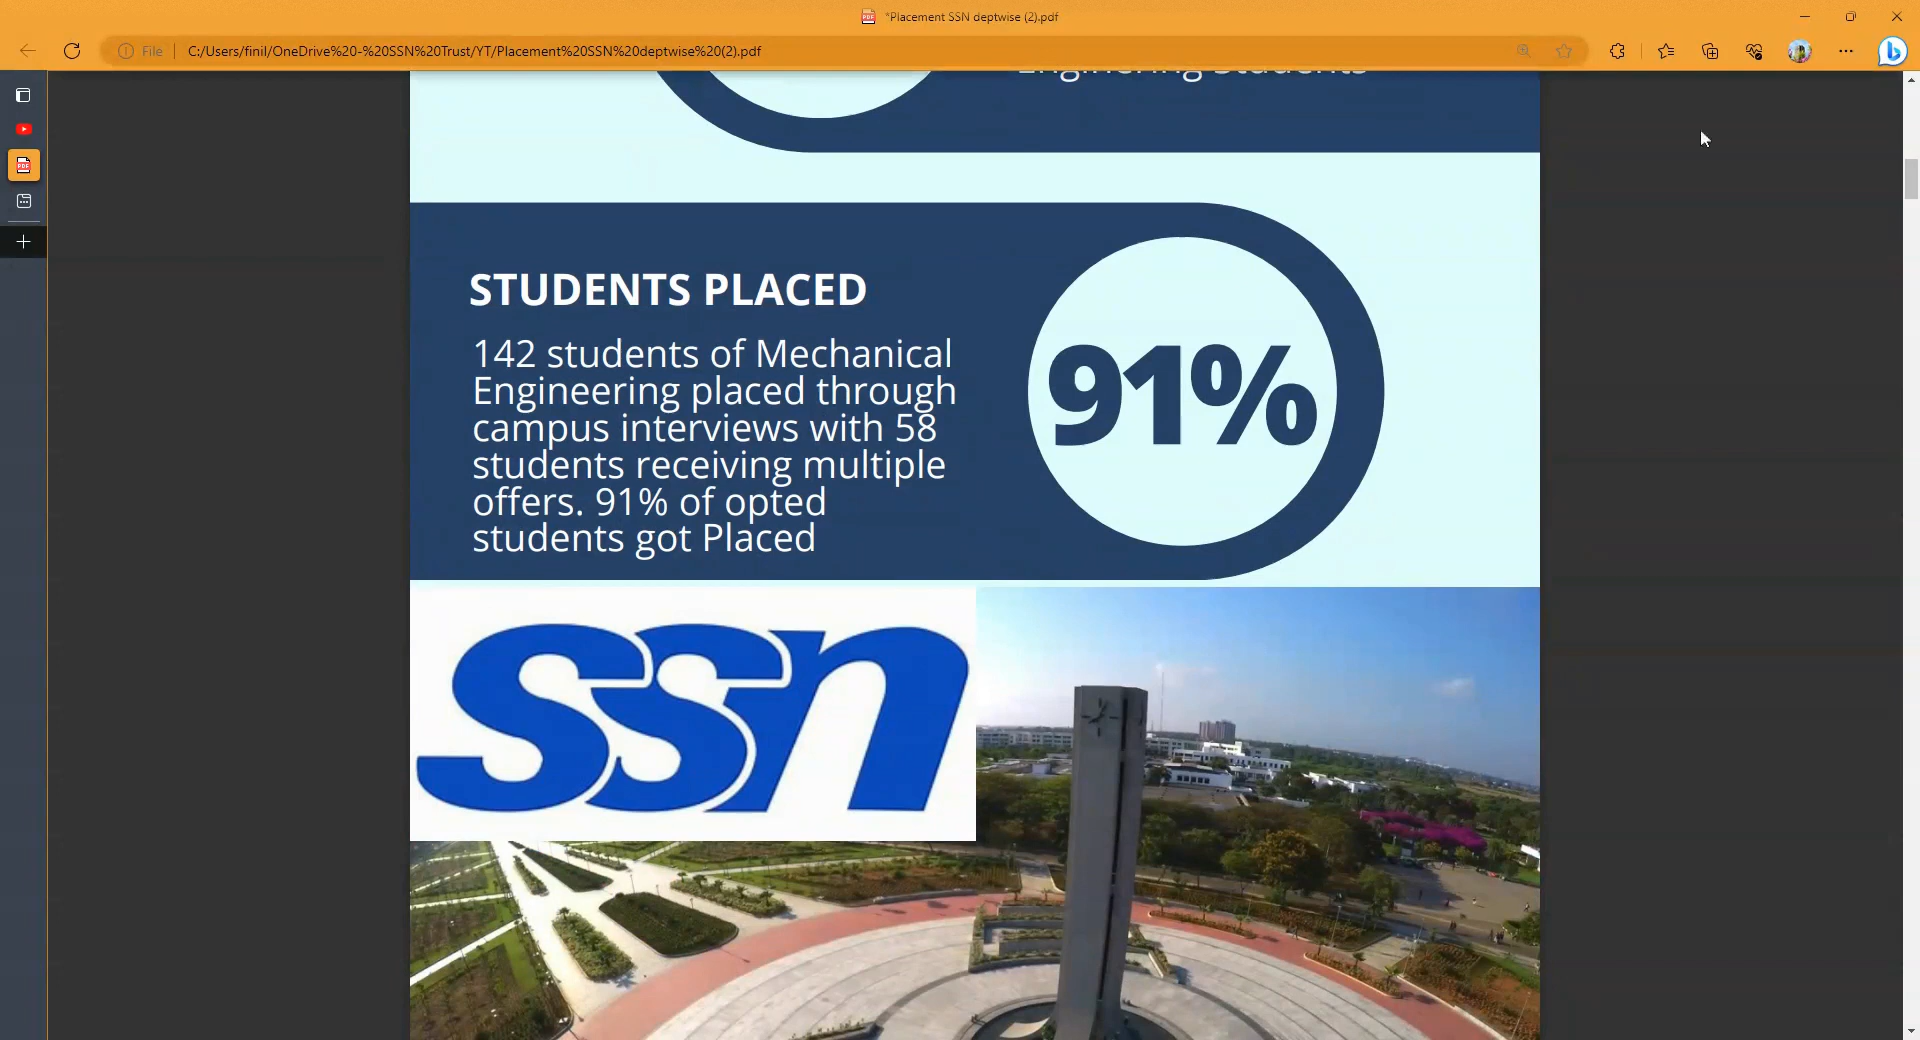 *Placement SSN deptwise (2).pdf
File
C:/Users/finil/OneDrive%20-%20SSN%20Trust/YT/Placement%20SSN%20deptwise%20(2).pdf
Engineering Students
STUDENTS PLACED
142 students of Mechanical
Engineering placed through
campus interviews with 58
students receiving multiple
offers. 91% of opted
students got Placed
91%
ssn